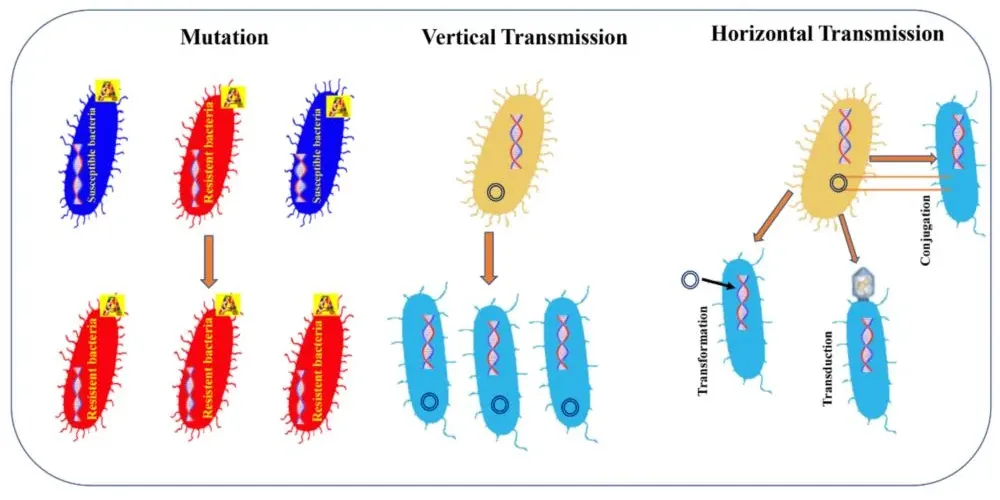 Mutation
Vertical Transmission
Horizontal Transmission
A
Susceptible bacteria
A
Resistent bacteria
A
Susceptible bacteria
A
Resistent bacteria
A
Resistent bacteria
A
Resistent bacteria
Conjugation
Transformation
Transduction